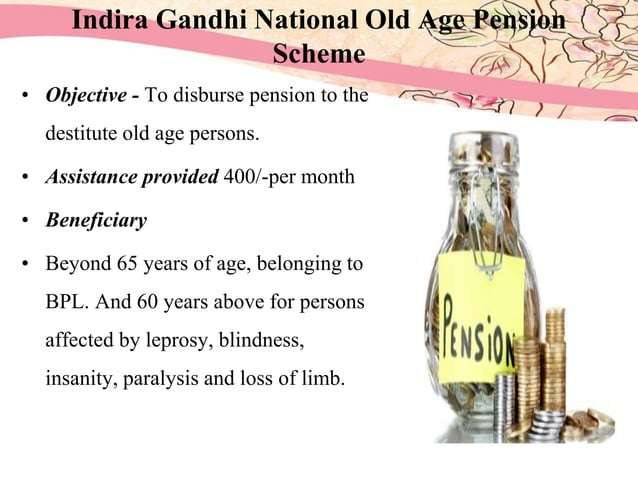 Indira Gandhi National Old Age Pension
Scheme
• Objective - To disburse pension to the
destitute old age persons.
• Assistance provided 400/-per month
• Beneficiary
• Beyond 65 years of age, belonging to
BPL. And 60 years above for persons
affected by leprosy, blindness,
insanity, paralysis and loss of limb.
PENSION